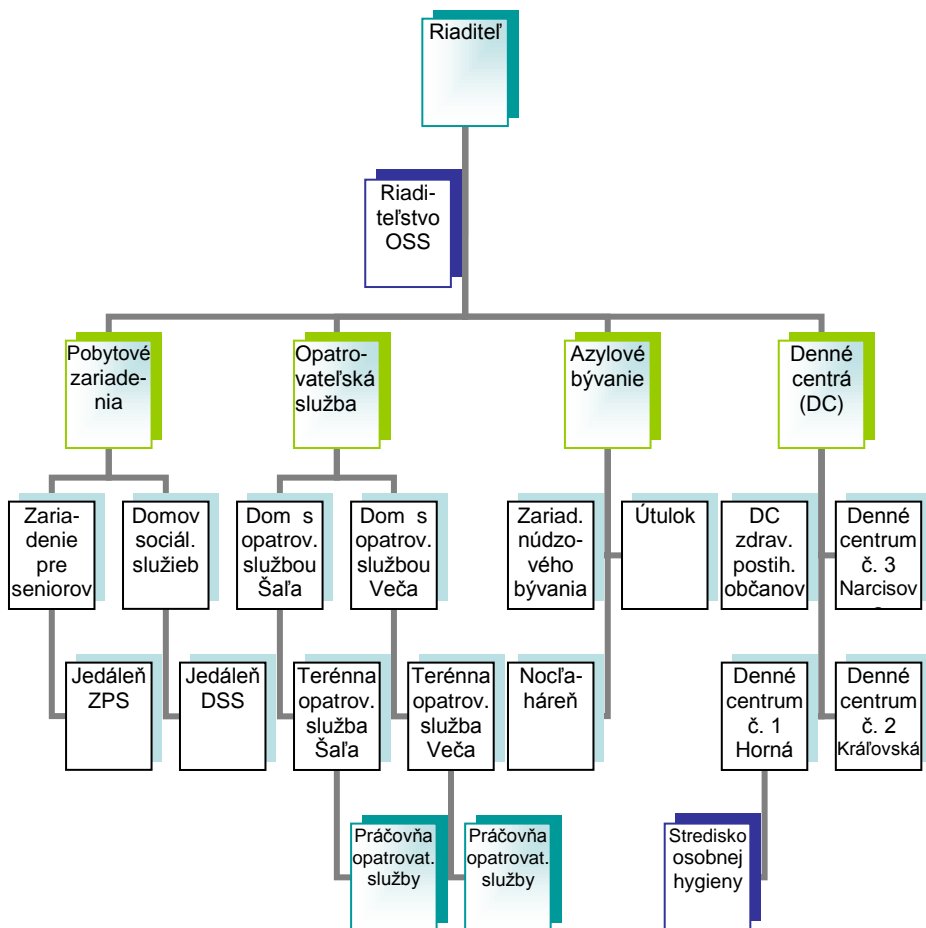 Riaditeľ
Riadi-
teľstvo
OSS
Pobytové
zariade-
nia
Opatro-
vateľská
služba
Azylové
bývanie
Denné
centrá
(DC)
Zaria-
denie
pre
seniorov
Domov
sociál.
služieb
Dom s
opatrov.
službou
Šaľa
Dom s
opatrov.
službou
Veča
Zariad.
núdzo-
vého
bývania
Útulok
DC
zdrav.
postih.
občanov
Denné
centrum
č. 3
Narcisov
Jedáleň
ZPS
Jedáleň
DSS
Terénna
opatrov.
služba
Šaľa
Terénna
opatrov.
služba
Veča
Nocľa-
háreň
Denné
centrum
č. 1
Horná
Denné
centrum
č. 2
Kráľovská
Práčovňa
opatrovat.
služby
Práčovňa
opatrovat.
služby
Stredisko
osobnej
hygieny